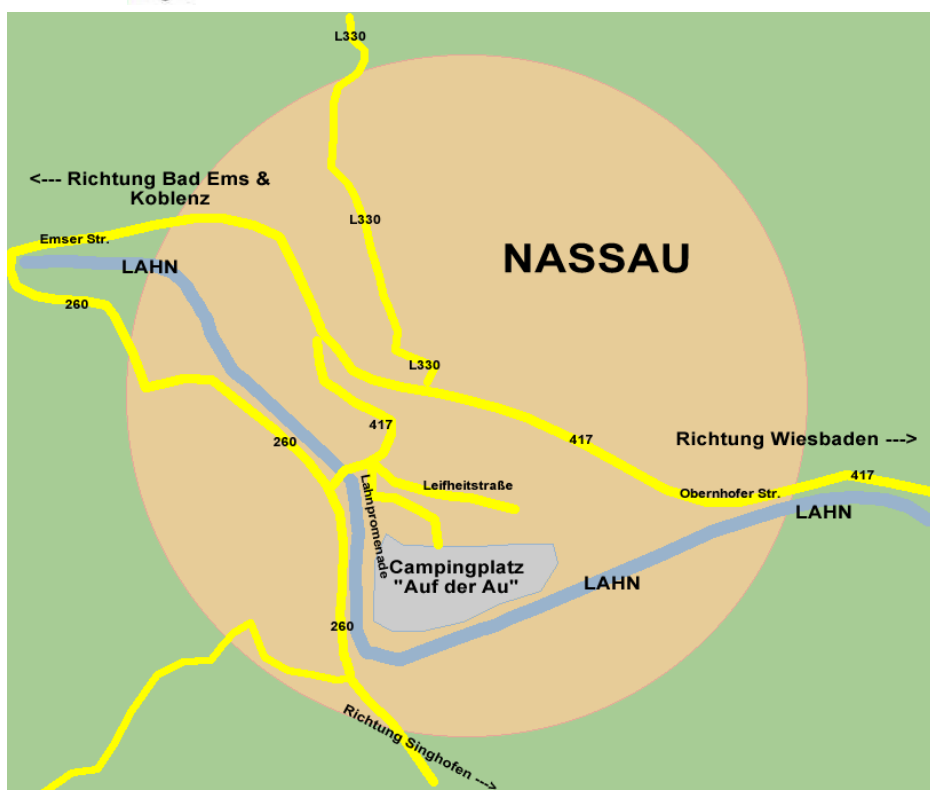 L330
<--- Richtung Bad Ems &
Koblenz
L330
Emser Str.
NASSAU
LAHN
260
L330
417
417
Richtung Wiesbaden --->
260
417
Leifheitstraße
Obernhofer Str.
LAHN
Lahnpromenade
Campingplatz
"Auf der Au"
LAHN
260
Richtung Singhofen --->